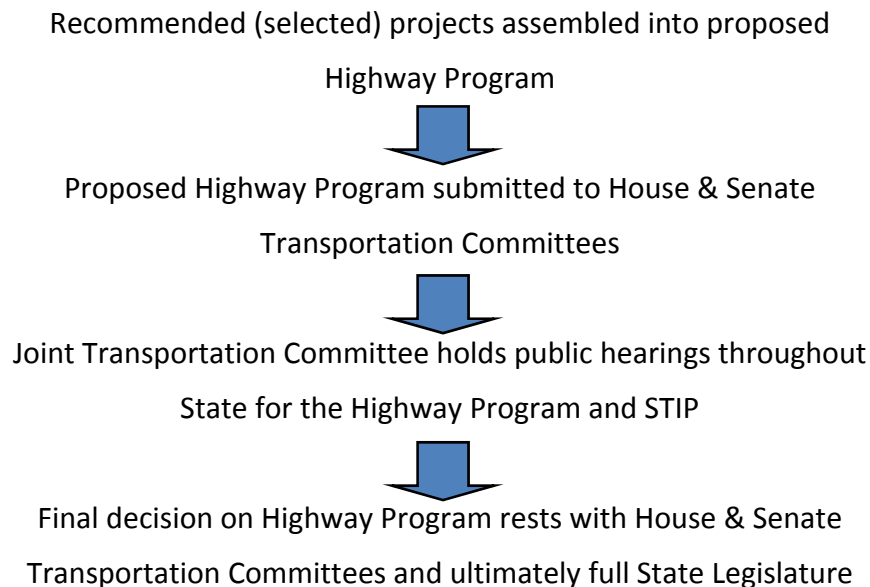 Recommended (selected) projects assembled into proposed
Highway Program
Proposed Highway Program submitted to House & Senate
Transportation Committees
Joint Transportation Committee holds public hearings throughout
State for the Highway Program and STIP
Final decision on Highway Program rests with House & Senate
Transportation Committees and ultimately full State Legislature